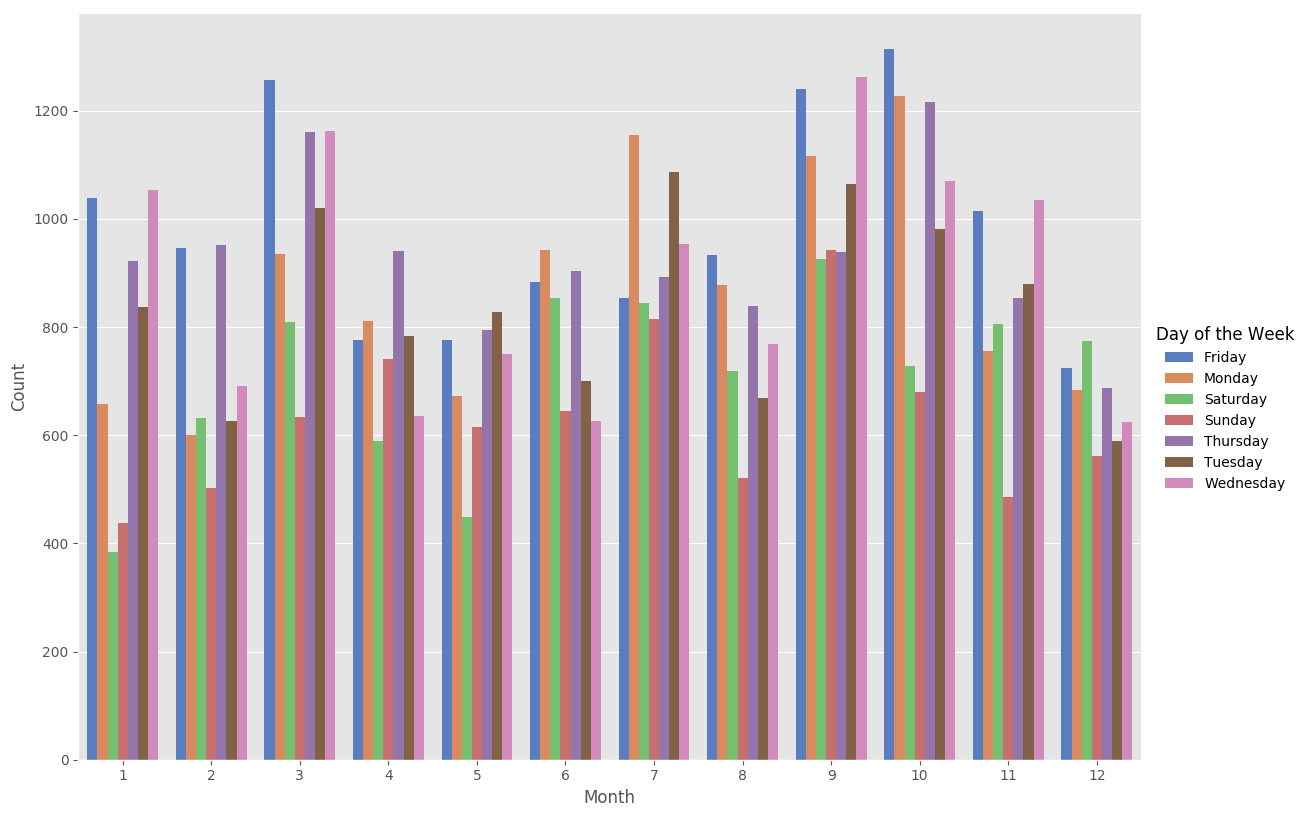 1200
1000
800
600
400
200
0
Count
1 2 3 4 5 6 7 8 9 10 11 12
Month
Day of the Week
Friday
Monday
Saturday
Sunday
Thursday
Tuesday
Wednesday